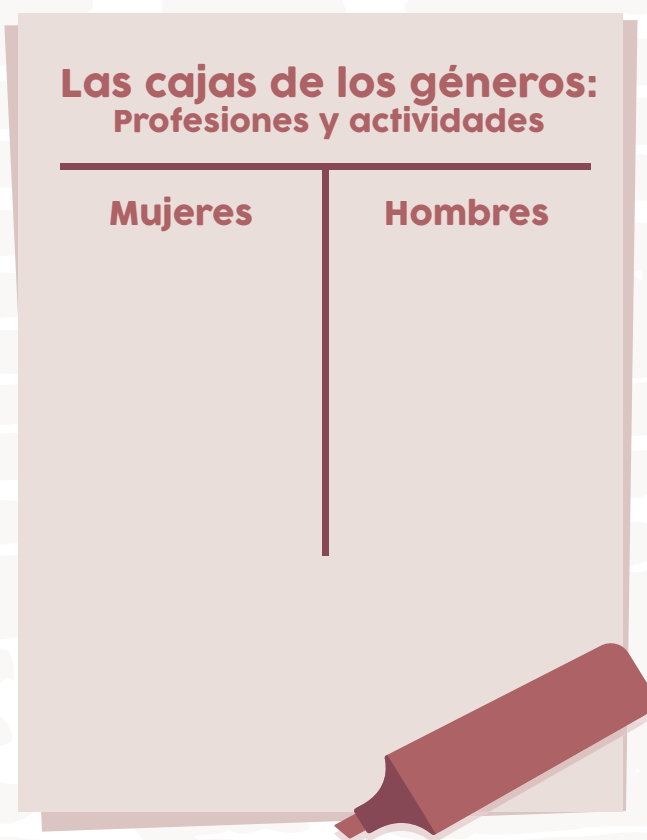 Las cajas de los géneros:
Profesiones y actividades
Mujeres
Hombres